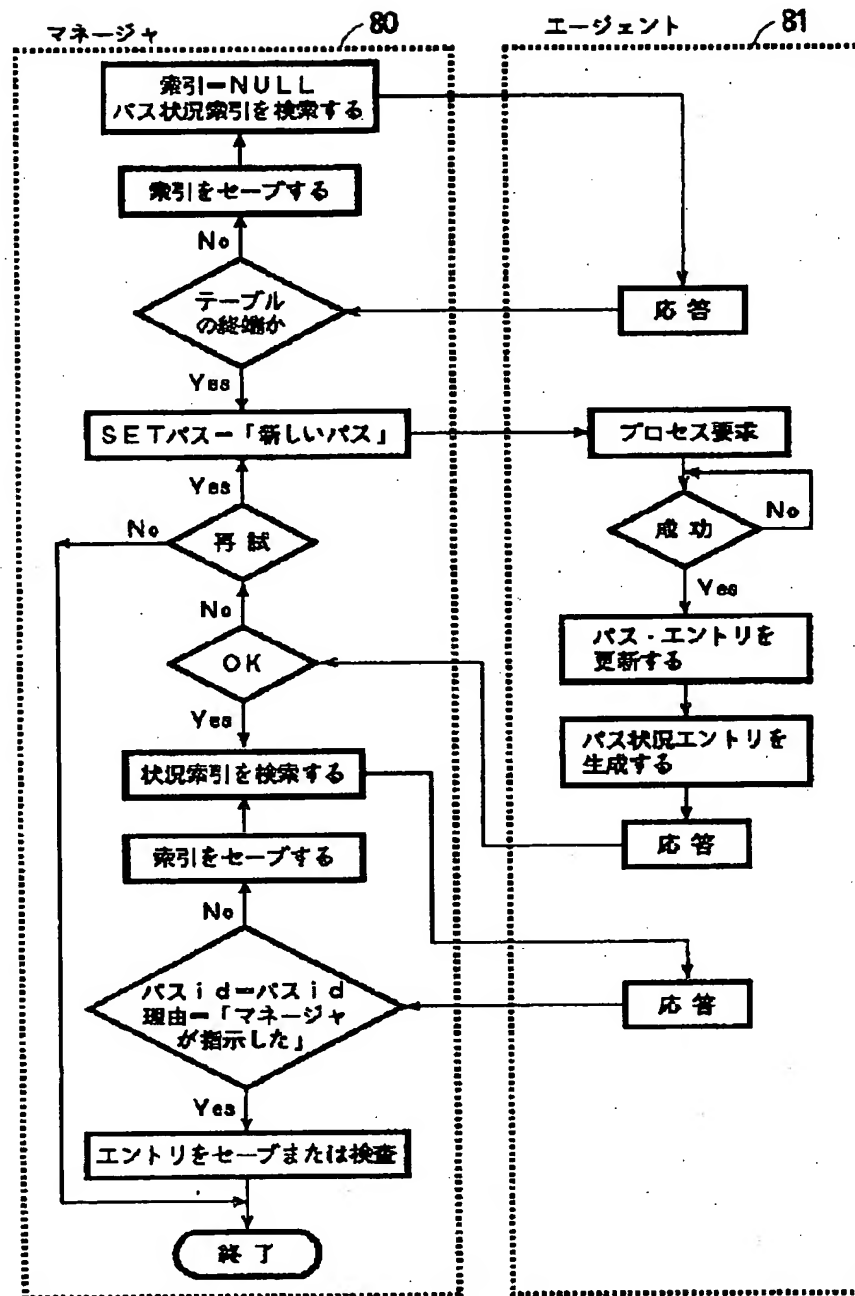 マネージャ
80
エージェント
81
索引=NULL
パス状況索引を検索する
索引をセーブする
No
テーブル
の終端か
応 答
Yes
SETパス=「新しいパス」
プロセス要求
Yes
No
再 試
成 功
No
Yes
No
OK
パス・エントリを
更新する
Yes
状況索引を検索する
パス状況エントリを
生成する
索引をセーブする
応 答
No
パスid=パスid
理由=「マネージャ
が指示した」
応 答
Yes
エントリをセーブまたは検査
終 了